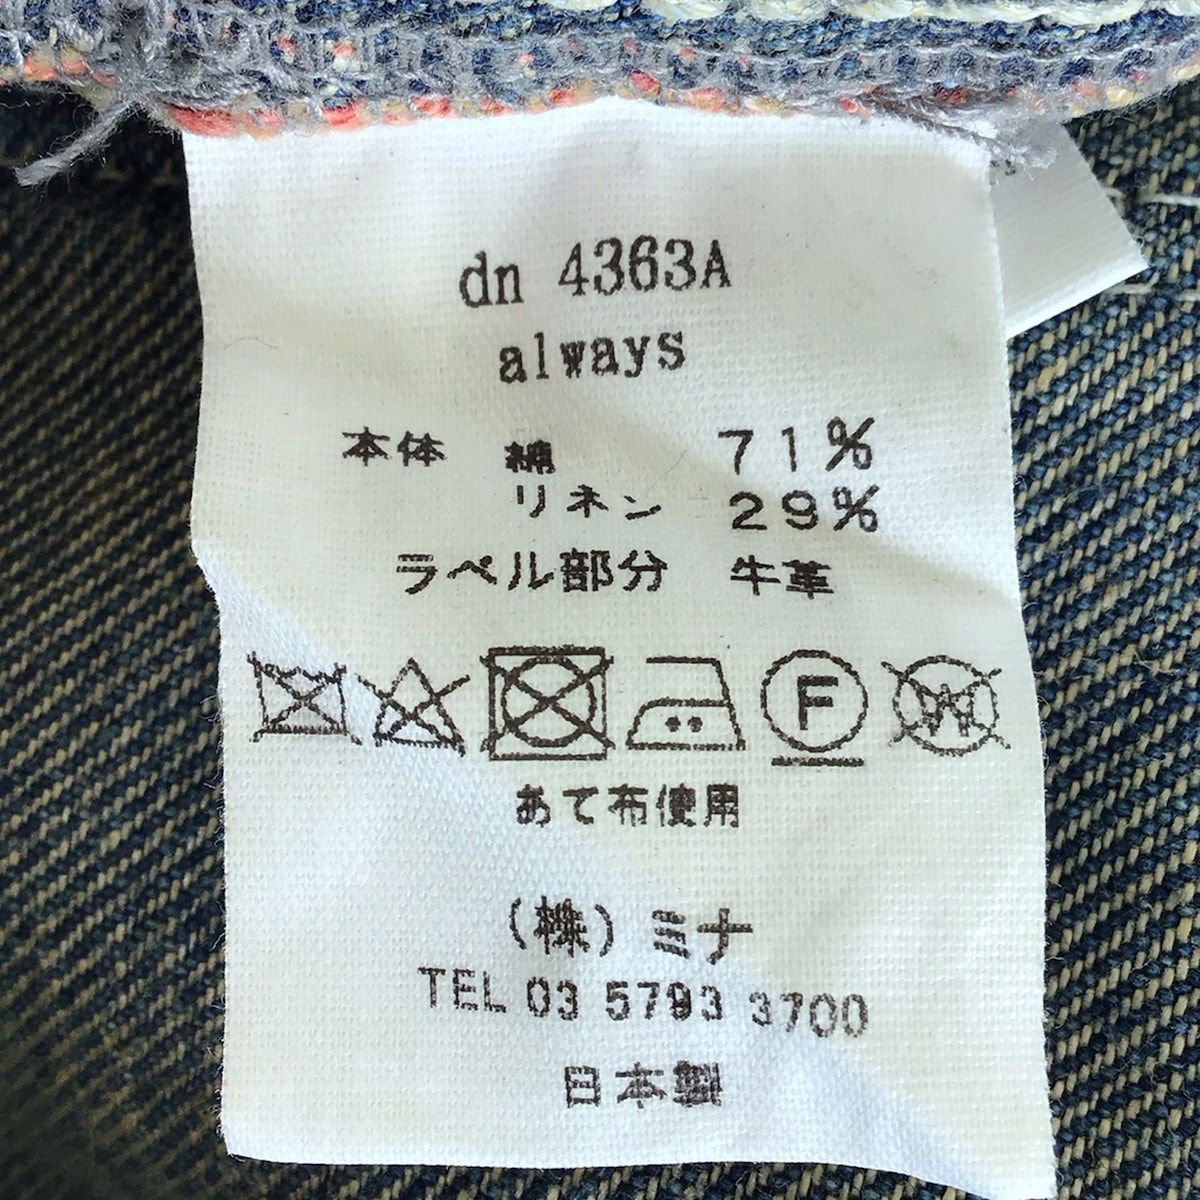 dn 4363A
always
本体 綿 71%
リネン 29%
ラベル部分 牛革
F W
あて布使用
(株)ミナ
TEL 03 5793 3700
日本製